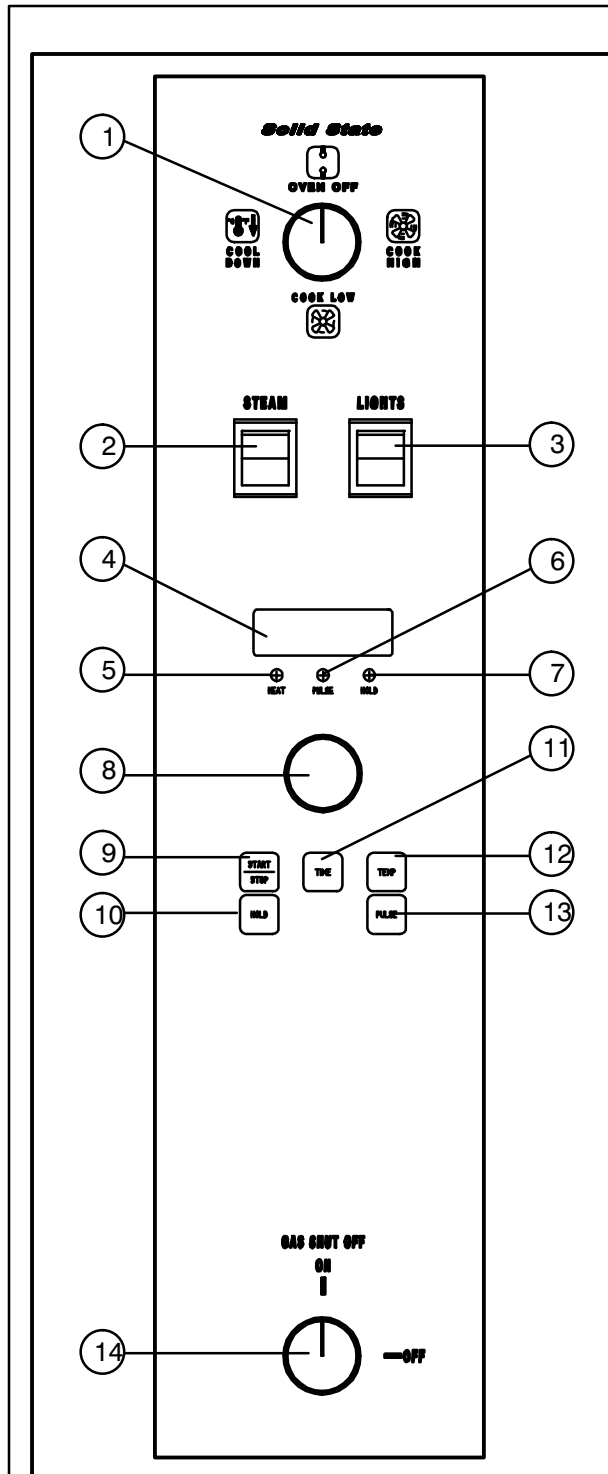 Solid State
1
OVEN OFF
COOL
DOWN
COOK
HIGH
COOK LOW
STEAM
LIGHTS
2
3
4
6
5
7
HEAT
PULSE
HOLD
8
11
9
START
STOP
TIME
TEMP
12
10
HOLD
PULSE
13
GAS SHUT OFF
ON
14
OFF